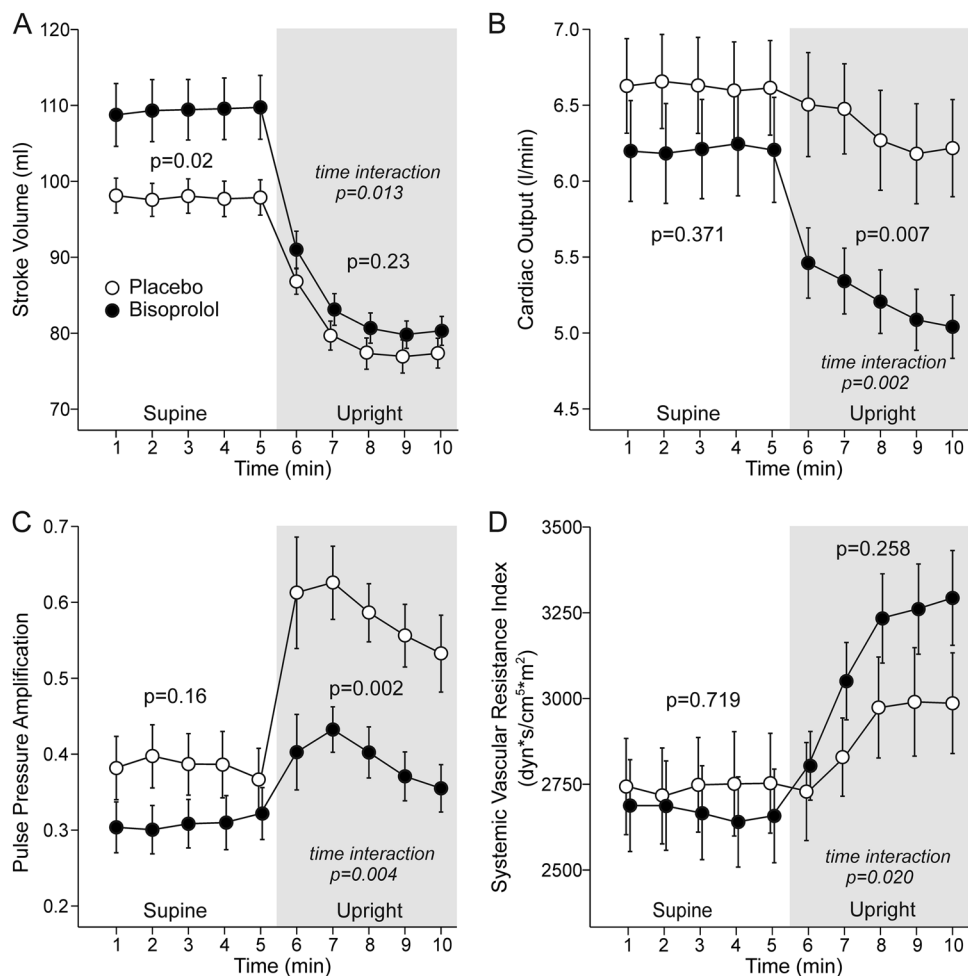 A
120
110
100
90
80
70
Stroke Volume (ml)
p=0.02
time interaction
p=0.013
p=0.23
Placebo
Bisoprolol
Supine
Upright
1 2 3 4 5 6 7 8 9 10
Time (min)
B
7.0
6.5
6.0
5.5
5.0
4.5
Cardiac Output (l/min)
p=0.371
p=0.007
time interaction
p=0.002
Supine
Upright
1 2 3 4 5 6 7 8 9 10
Time (min)
C
0.7
0.6
0.5
0.4
0.3
0.2
Pulse Pressure Amplification
p=0.16
p=0.002
time interaction
p=0.004
Supine
Upright
1 2 3 4 5 6 7 8 9 10
Time (min)
D
3500
3250
3000
2750
2500
Systemic Vascular Resistance Index
(dyn*s/cm⁵*m²)
p=0.258
p=0.719
time interaction
p=0.020
Supine
Upright
1 2 3 4 5 6 7 8 9 10
Time (min)